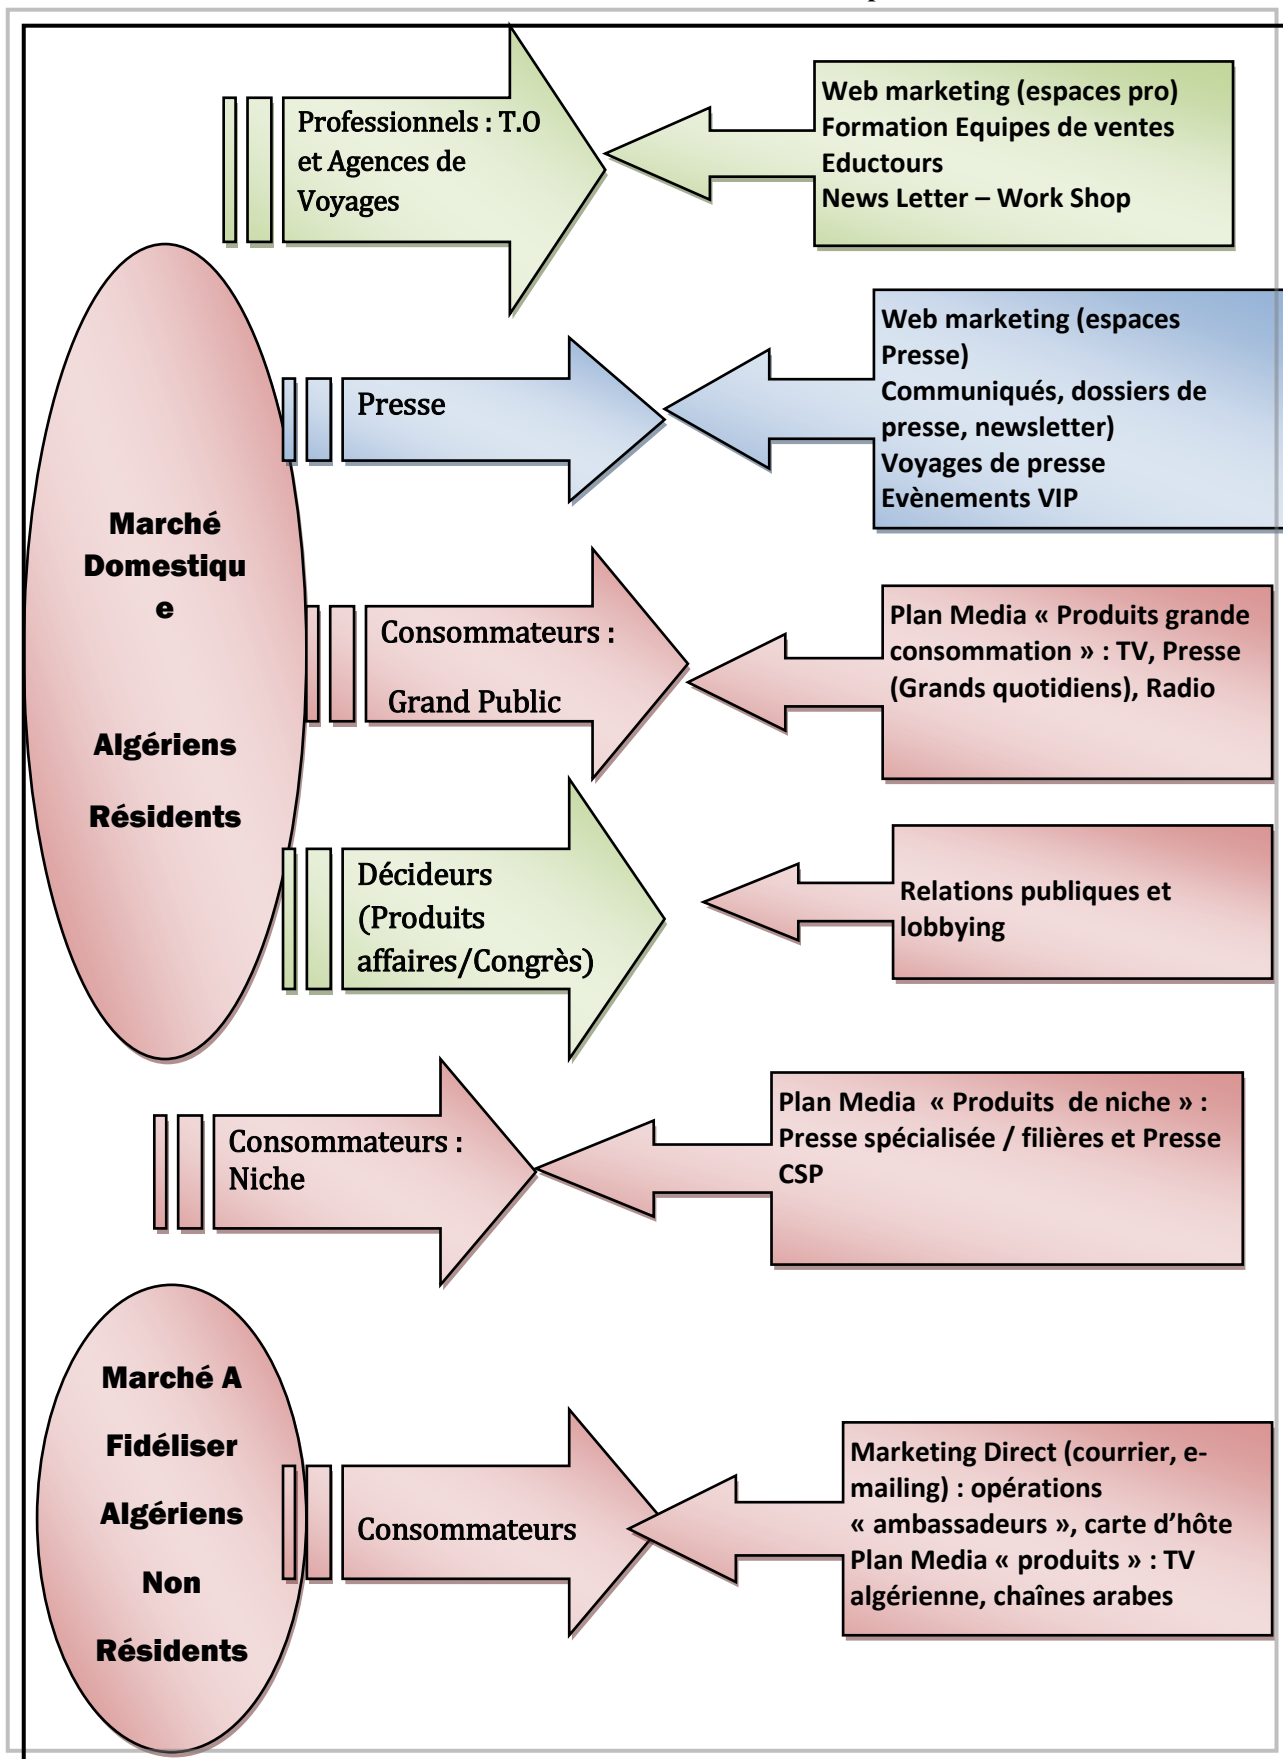 Professionnels : T.O
et Agences de
Voyages
Web marketing (espaces pro)
Formation Equipes de ventes
Eductours
News Letter – Work Shop
Presse
Web marketing (espaces
Presse)
Communiqués, dossiers de
presse, newsletter)
Voyages de presse
Evènements VIP
Marché
Domestiqu
e
Algériens
Résidents
Consommateurs :
Grand Public
Plan Media « Produits grande
consommation » : TV, Presse
(Grands quotidiens), Radio
Décideurs
(Produits
affaires/Congrès)
Relations publiques et
lobbying
Consommateurs :
Niche
Plan Media « Produits de niche » :
Presse spécialisée / filières et Presse
CSP
Marché A
Fidéliser
Algériens
Non
Résidents
Consommateurs
Marketing Direct (courrier, e-
mailing) : opérations
« ambassadeurs », carte d’hôte
Plan Media « produits » : TV
algérienne, chaînes arabes